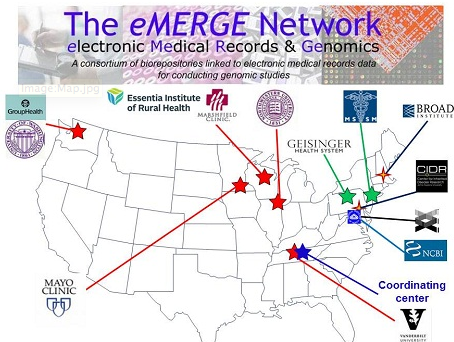 The eMERGE Network
electronic Medical Records & Genomics
A consortium of biorepositories linked to electronic medical records data
for conducting genomic studies
Image.Map.jpg
GroupHealth
Essentia Institute
of Rural Health
MARSHFIELD
CLINIC.
MSSM
BROAD
INSTITUTE
GEISINGER
HEALTH SYSTEM
CIDR
NCBI
Coordinating
center
MAYO
CLINIC
VANDERBILT
UNIVERSITY